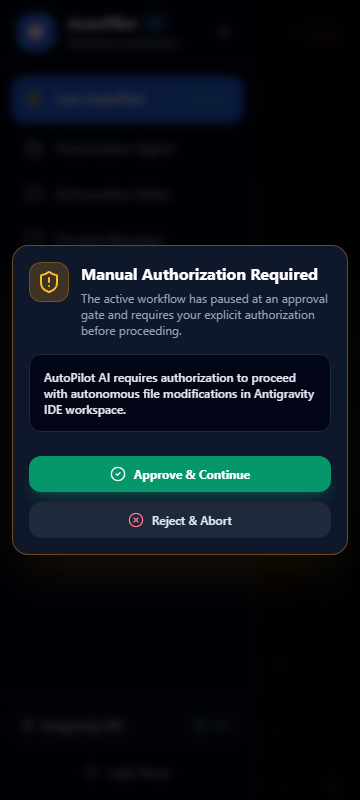 Manual Authorization Required
The active workflow has paused at an approval
gate and requires your explicit authorization
before proceeding.
AutoPilot AI requires authorization to proceed
with autonomous file modifications in Antigravity
IDE workspace.
Approve & Continue
Reject & Abort